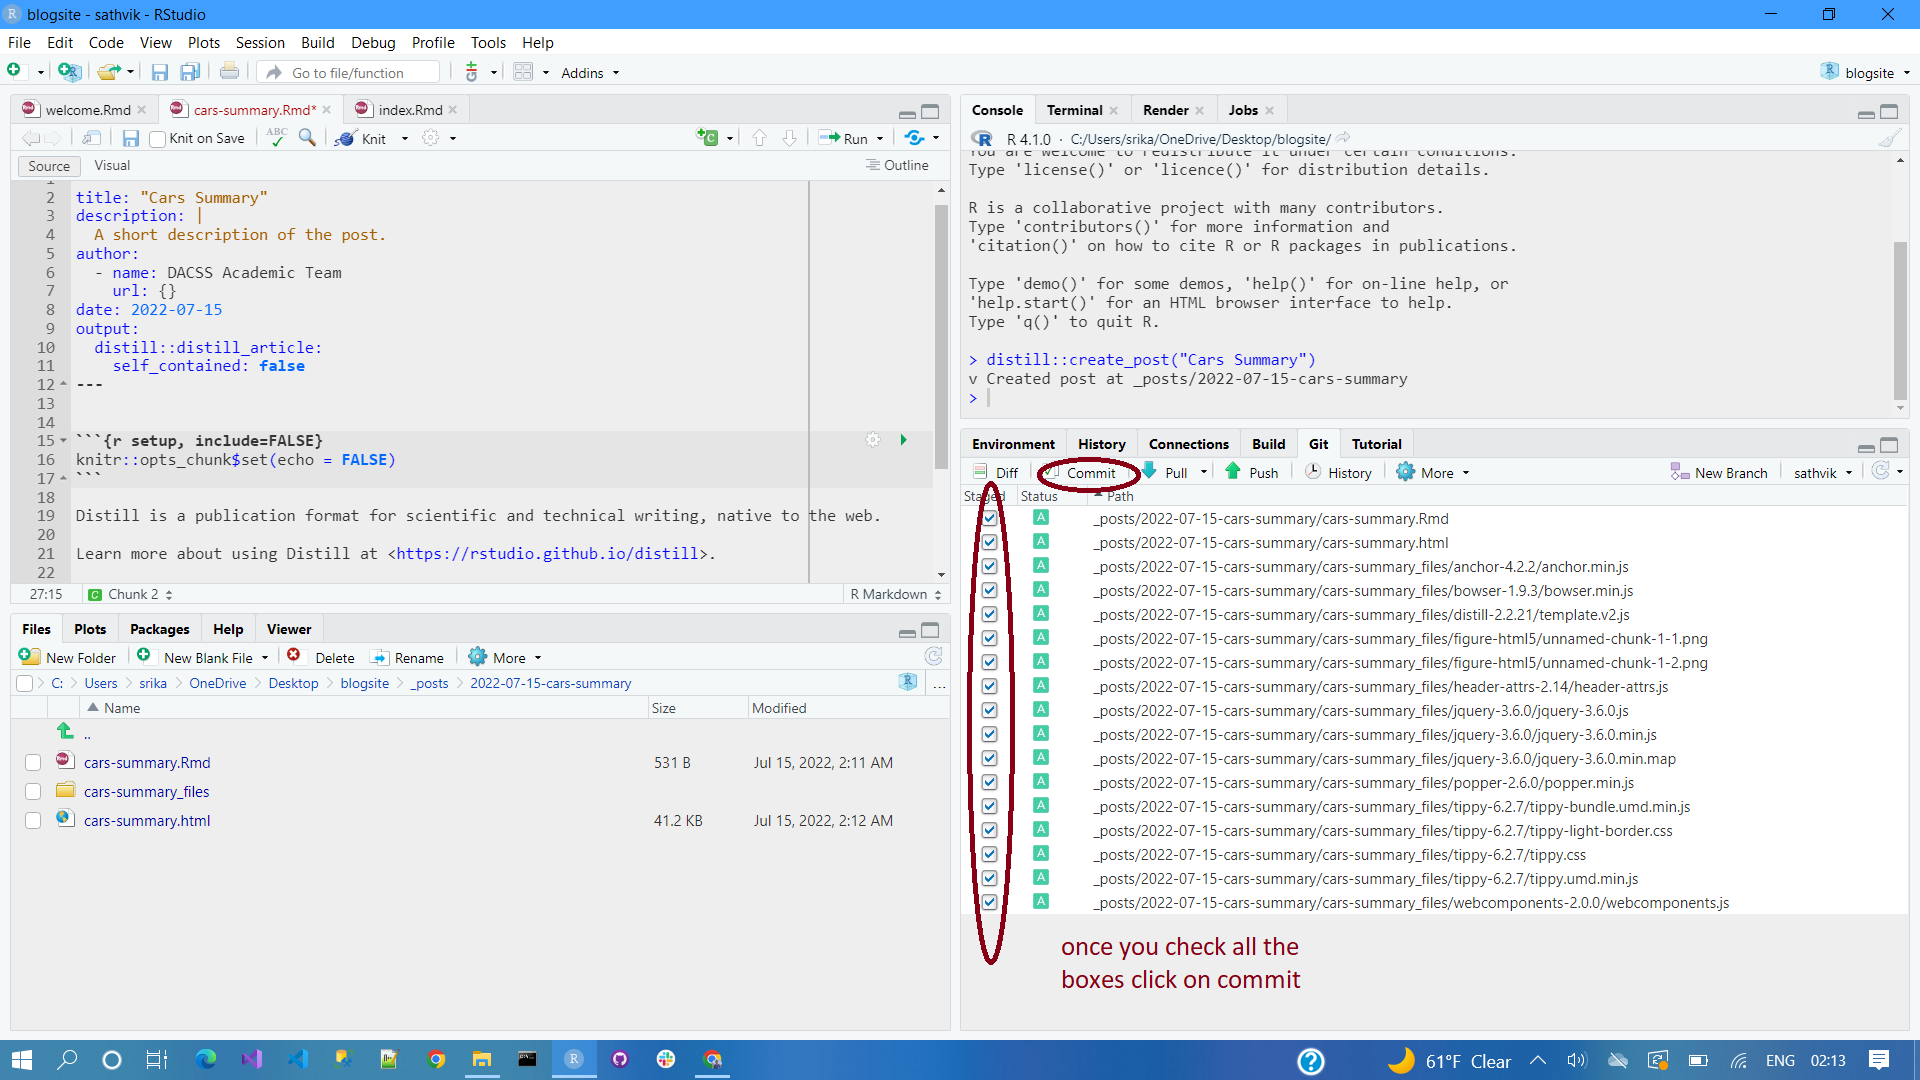 blogsite - sathvik - RStudio
File Edit Code View Plots Session Build Debug Profile Tools Help
Go to file/function Addins blogsite
welcome.Rmd cars-summary.Rmd* index.Rmd
Knit on Save ABC Knit Run
Source Visual Outline
1
2 title: "Cars Summary"
3 description: |
4 A short description of the post.
5 author:
6 - name: DACSS Academic Team
7 url: {}
8 date: 2022-07-15
9 output:
10 distill::distill_article:
11 self_contained: false
12 ---
13
14
15 ```{r setup, include=FALSE}
16 knitr::opts_chunk$set(echo = FALSE)
17 ```
18
19 Distill is a publication format for scientific and technical writing, native to the web.
20
21 Learn more about using Distill at <https://rstudio.github.io/distill>.
22
27:15 Chunk 2 R Markdown
Files Plots Packages Help Viewer
New Folder New Blank File Delete Rename More
C: Users srika OneDrive Desktop blogsite _posts 2022-07-15-cars-summary ...
Name Size Modified
..
cars-summary.Rmd 531 B Jul 15, 2022, 2:11 AM
cars-summary_files
cars-summary.html 41.2 KB Jul 15, 2022, 2:12 AM
Console Terminal Render Jobs
R 4.1.0 · C:/Users/srika/OneDrive/Desktop/blogsite/
You are welcome to redistribute it under certain conditions.
Type 'license()' or 'licence()' for distribution details.
R is a collaborative project with many contributors.
Type 'contributors()' for more information and
'citation()' on how to cite R or R packages in publications.
Type 'demo()' for some demos, 'help()' for on-line help, or
'help.start()' for an HTML browser interface to help.
Type 'q()' to quit R.
> distill::create_post("Cars Summary")
v Created post at _posts/2022-07-15-cars-summary
>
Environment History Connections Build Git Tutorial
Diff Commit Pull Push History More New Branch sathvik
Staged Status Path
A _posts/2022-07-15-cars-summary/cars-summary.Rmd
A _posts/2022-07-15-cars-summary/cars-summary.html
A _posts/2022-07-15-cars-summary/cars-summary_files/anchor-4.2.2/anchor.min.js
A _posts/2022-07-15-cars-summary/cars-summary_files/bowser-1.9.3/bowser.min.js
A _posts/2022-07-15-cars-summary/cars-summary_files/distill-2.2.21/template.v2.js
A _posts/2022-07-15-cars-summary/cars-summary_files/figure-html5/unnamed-chunk-1-1.png
A _posts/2022-07-15-cars-summary/cars-summary_files/figure-html5/unnamed-chunk-1-2.png
A _posts/2022-07-15-cars-summary/cars-summary_files/header-attrs-2.14/header-attrs.js
A _posts/2022-07-15-cars-summary/cars-summary_files/jquery-3.6.0/jquery-3.6.0.js
A _posts/2022-07-15-cars-summary/cars-summary_files/jquery-3.6.0/jquery-3.6.0.min.js
A _posts/2022-07-15-cars-summary/cars-summary_files/jquery-3.6.0/jquery-3.6.0.min.map
A _posts/2022-07-15-cars-summary/cars-summary_files/popper-2.6.0/popper.min.js
A _posts/2022-07-15-cars-summary/cars-summary_files/tippy-6.2.7/tippy-bundle.umd.min.js
A _posts/2022-07-15-cars-summary/cars-summary_files/tippy-6.2.7/tippy-light-border.css
A _posts/2022-07-15-cars-summary/cars-summary_files/tippy-6.2.7/tippy.css
A _posts/2022-07-15-cars-summary/cars-summary_files/tippy-6.2.7/tippy.umd.min.js
A _posts/2022-07-15-cars-summary/cars-summary_files/webcomponents-2.0.0/webcomponents.js
once you check all the
boxes click on commit
61°F Clear ENG 02:13